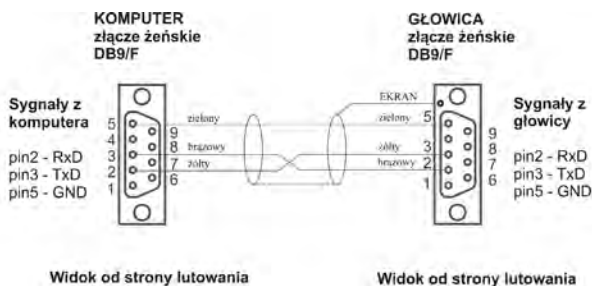 KOMPUTER
złącze żeńskie
DB9/F
GŁOWICA
złącze żeńskie
DB9/F
Sygnały z
komputera
pin2 - RxD
pin3 - TxD
pin5 - GND
5
4
3
2
1
9
8
7
6
zielony
brązowy
żółty
EKRAN
zielony
żółty
brązowy
5
3
2
1
9
8
7
6
Sygnały z
głowicy
pin2 - RxD
pin3 - TxD
pin5 - GND
Widok od strony lutowania
Widok od strony lutowania